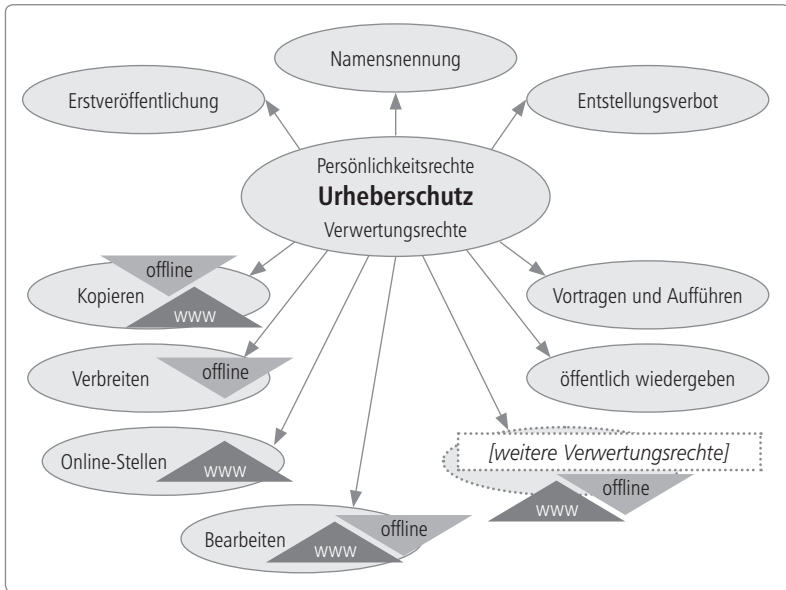 Namensnennung
Erstveröffentlichung
Entstellungsverbot
Persönlichkeitsrechte
Urheberschutz
Verwertungsrechte
offline
Kopieren
www
Vortragen und Aufführen
Verbreiten
offline
öffentlich wiedergeben
Online-Stellen
www
[weitere Verwertungsrechte]
offline
www
Bearbeiten
offline
www